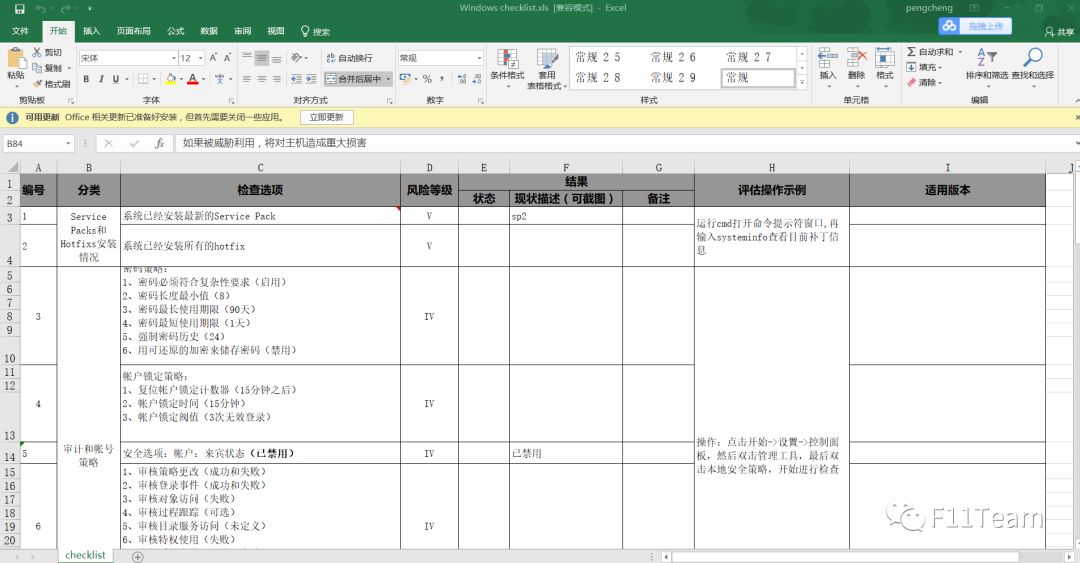 Windows checklist.xls [兼容模式] - Excel
pengcheng
文件 开始 插入 页面布局 公式 数据 审阅 视图 搜索
拖拽上传
共享
粘贴
剪切
复制
格式刷
剪贴板
宋体 12
B I U
字体
自动换行
合并后居中
对齐方式
常规
数字
条件格式
套用
表格格式
常规 2 5 常规 2 6 常规 2 7
常规 2 8 常规 2 9 常规
样式
插入 删除 格式
单元格
自动求和
填充
清除
排序和筛选 查找和选择
编辑
可用更新 Office 相关更新已准备好安装，但首先需要关闭一些应用。 立即更新
B84 fx 如果被威胁利用，将对主机造成重大损害
A B C D E F G H I J
1 编号 分类 检查选项 风险等级 结果 评估操作示例 适用版本
2 状态 现状描述（可截图） 备注
3 1 系统已经安装最新的Service Pack V sp2
4 2 系统已经安装所有的hotfix V
Service
Packs和
Hotfixs安装
情况
运行cmd打开命令提示符窗口,再
输入systeminfo查看目前补丁信
息
5 密码策略：
6 1、密码必须符合复杂性要求（启用）
7 2、密码长度最小值（8）
8 3 3、密码最长使用期限（90天） IV
9 4、密码最短使用期限（1天）
5、强制密码历史（24）
10 6、用可还原的加密来储存密码（禁用）
11 帐户锁定策略：
12 1、复位帐户锁定计数器（15分钟之后）
4 2、帐户锁定时间（15分钟） IV
13 3、帐户锁定阀值（3次无效登录）
审计和帐号
策略
14 5 安全选项：帐户：来宾状态（已禁用） IV 已禁用
操作：点击开始->设置->控制面
板，然后双击管理工具，最后双
击本地安全策略，开始进行检查
15 1、审核策略更改（成功和失败）
16 2、审核登录事件（成功和失败）
17 3、审核对象访问（失败）
18 4、审核过程跟踪（可选）
19 6 5、审核目录服务访问（未定义） IV
20 6、审核特权使用（失败）
F11Team
checklist